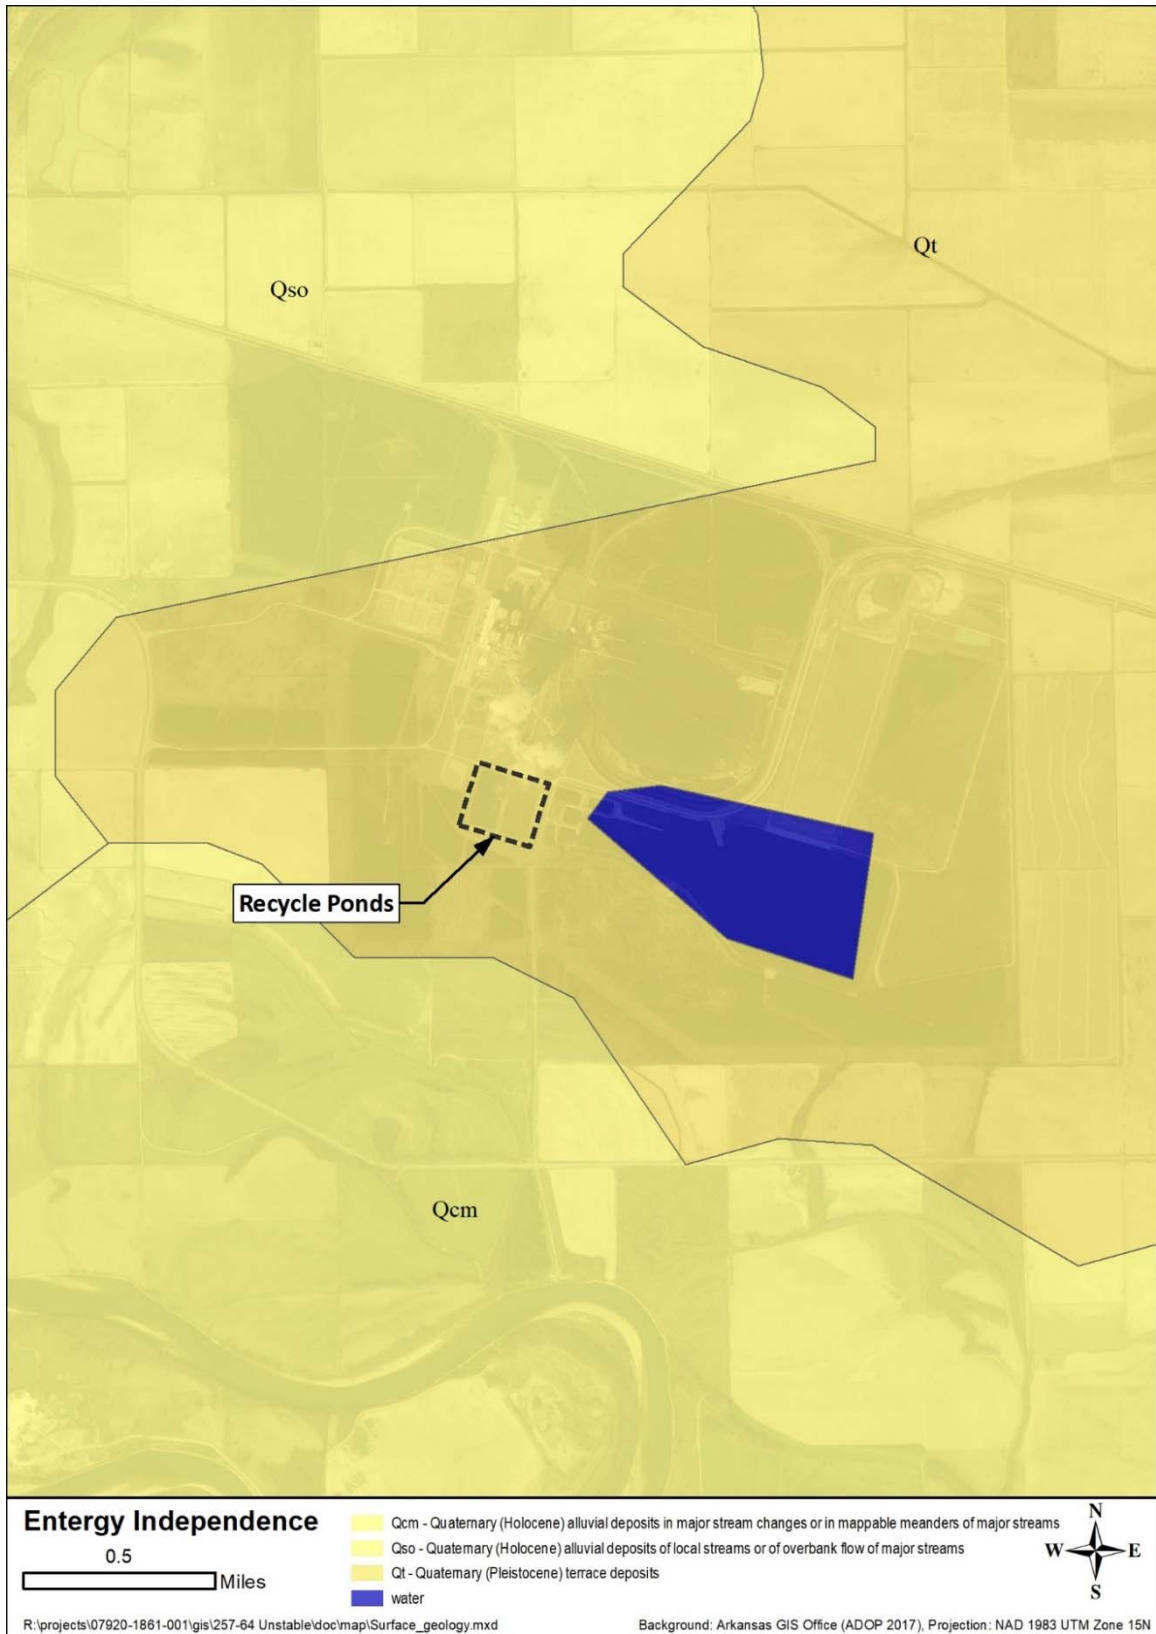 Qt
Qso
Recycle Ponds
Qcm
Entergy Independence
0.5
Miles
Qcm - Quaternary (Holocene) alluvial deposits in major stream changes or in mappable meanders of major streams
Qso - Quaternary (Holocene) alluvial deposits of local streams or of overbank flow of major streams
Qt - Quaternary (Pleistocene) terrace deposits
water
N
W E
S
R:\projects\07920-1861-001\gis\257-64 Unstable\doc\map\Surface_geology.mxd
Background: Arkansas GIS Office (ADOP 2017), Projection: NAD 1983 UTM Zone 15N